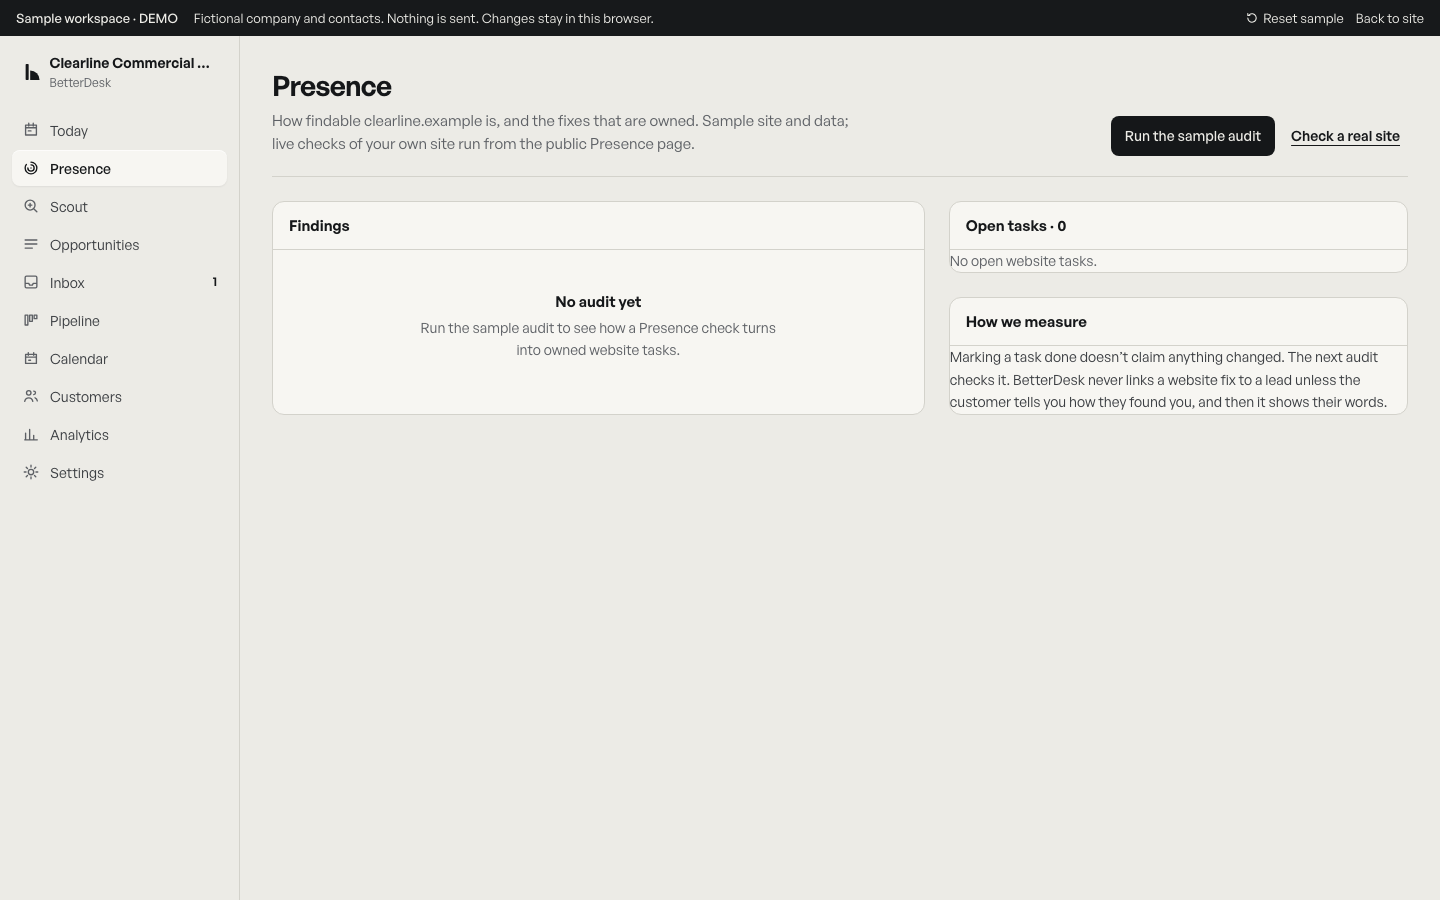 Sample workspace · DEMO Fictional company and contacts. Nothing is sent. Changes stay in this browser. Reset sample Back to site
Clearline Commercial ...
BetterDesk
Today
Presence
Scout
Opportunities
Inbox 1
Pipeline
Calendar
Customers
Analytics
Settings
Presence
How findable clearline.example is, and the fixes that are owned. Sample site and data;
live checks of your own site run from the public Presence page.
Run the sample audit Check a real site
Findings
No audit yet
Run the sample audit to see how a Presence check turns
into owned website tasks.
Open tasks · 0
No open website tasks.
How we measure
Marking a task done doesn’t claim anything changed. The next audit
checks it. BetterDesk never links a website fix to a lead unless the
customer tells you how they found you, and then it shows their words.